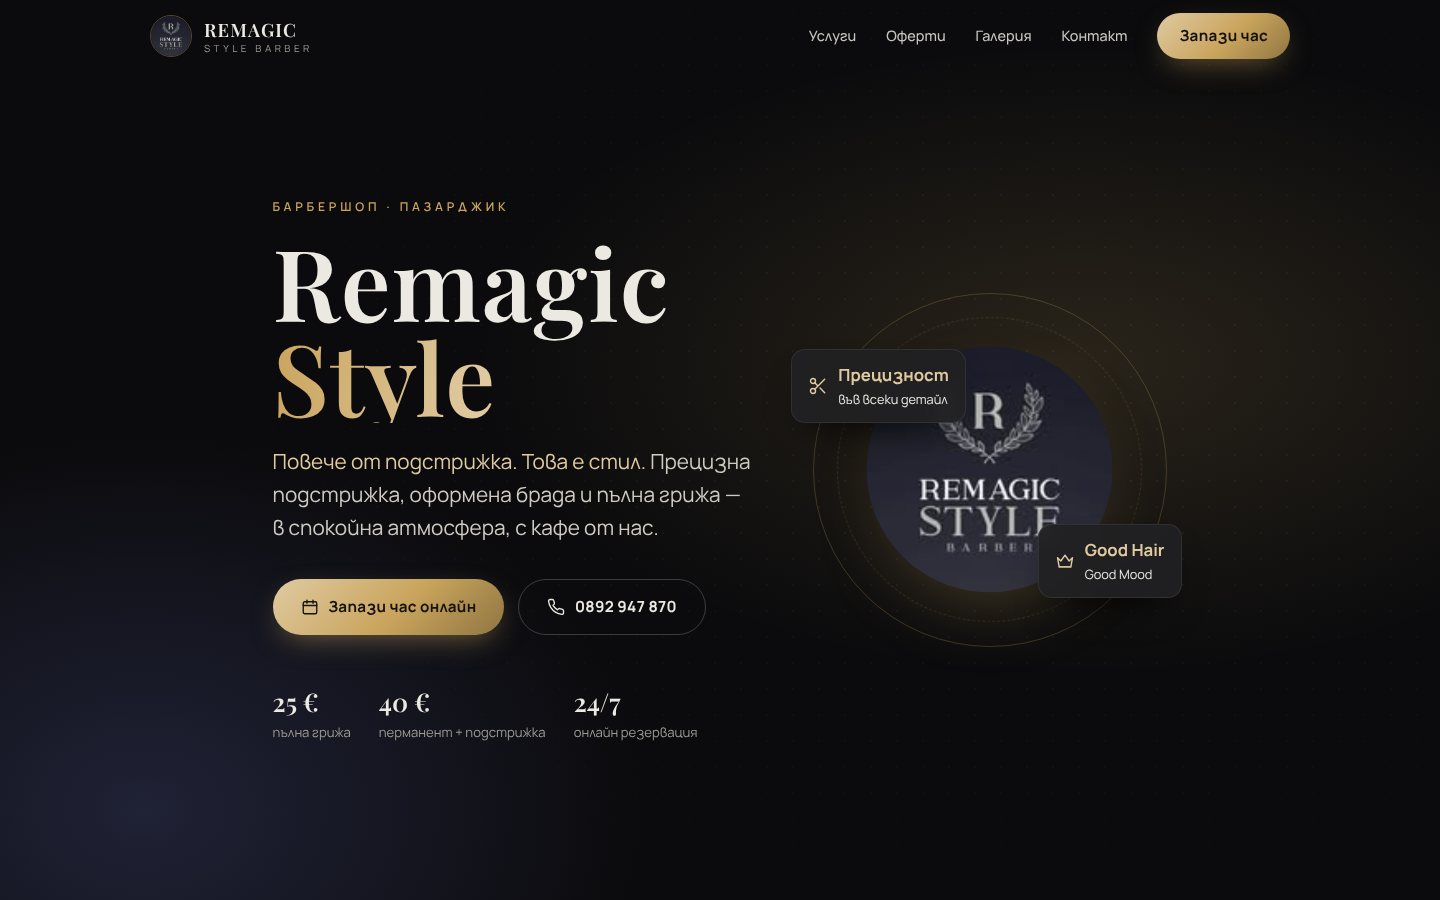 REMAGIC
STYLE BARBER
Услуги
Оферти
Галерия
Контакт
Запази час
БАРБЕРШОП · ПАЗАРДЖИК
Remagic
Style
Повече от подстрижка. Това е стил. Прецизна
подстрижка, оформена брада и пълна грижа —
в спокойна атмосфера, с кафе от нас.
Запази час онлайн
0892 947 870
25 €
пълна грижа
40 €
перманент + подстрижка
24/7
онлайн резервация
Прецизност
във всеки детайл
R
REMAGIC
STYLE
BARBER
Good Hair
Good Mood